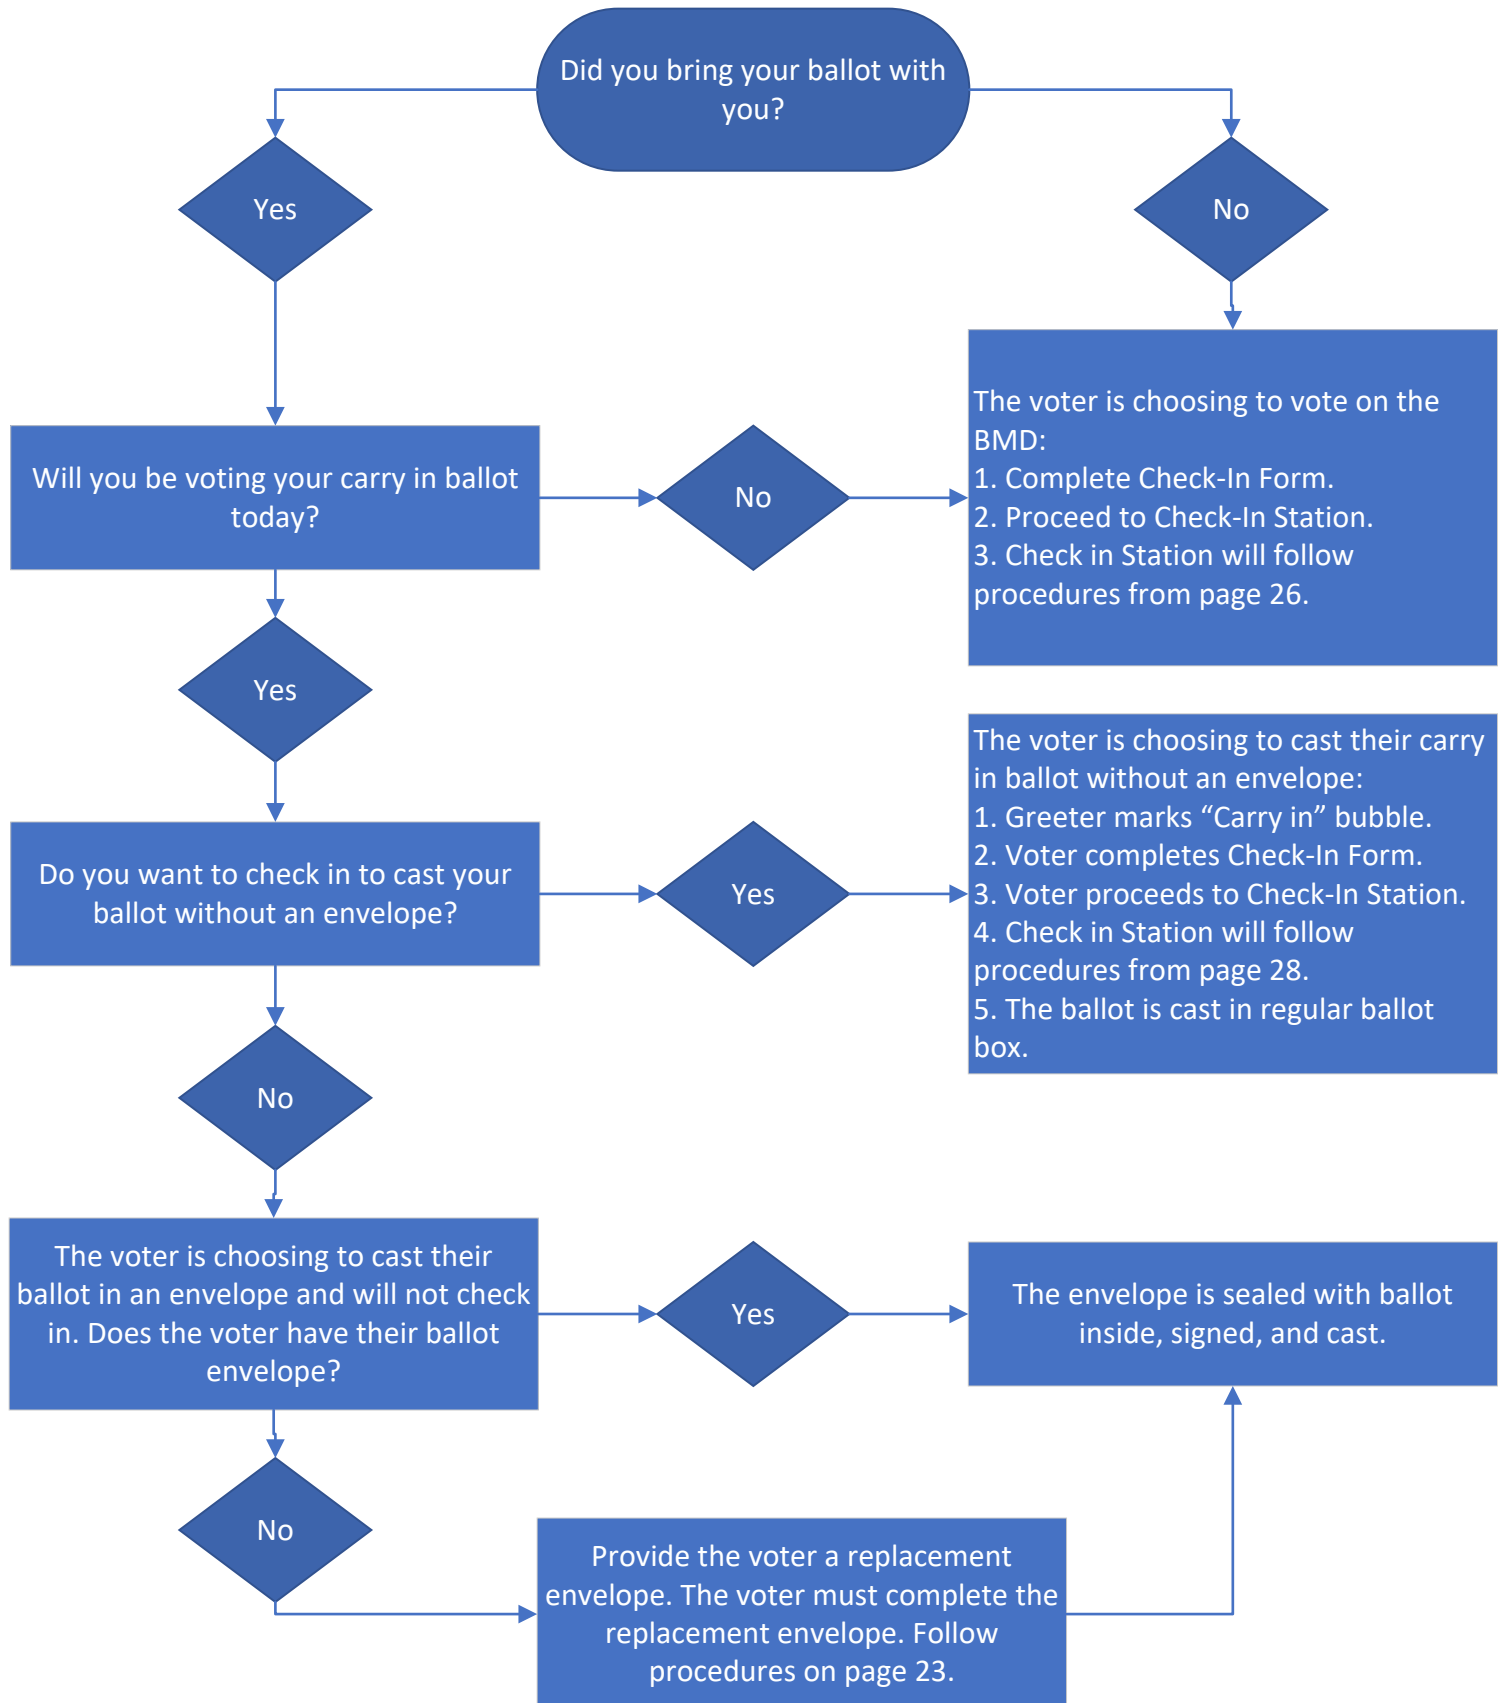 Did you bring your ballot with
you?
Yes
No
The voter is choosing to vote on the
BMD:
1. Complete Check-In Form.
2. Proceed to Check-In Station.
3. Check in Station will follow
procedures from page 26.
Will you be voting your carry in ballot
today?
No
Yes
The voter is choosing to cast their carry
in ballot without an envelope:
1. Greeter marks “Carry in” bubble.
2. Voter completes Check-In Form.
3. Voter proceeds to Check-In Station.
4. Check in Station will follow
procedures from page 28.
5. The ballot is cast in regular ballot
box.
Do you want to check in to cast your
ballot without an envelope?
Yes
No
The voter is choosing to cast their
ballot in an envelope and will not check
in. Does the voter have their ballot
envelope?
Yes
The envelope is sealed with ballot
inside, signed, and cast.
No
Provide the voter a replacement
envelope. The voter must complete the
replacement envelope. Follow
procedures on page 23.